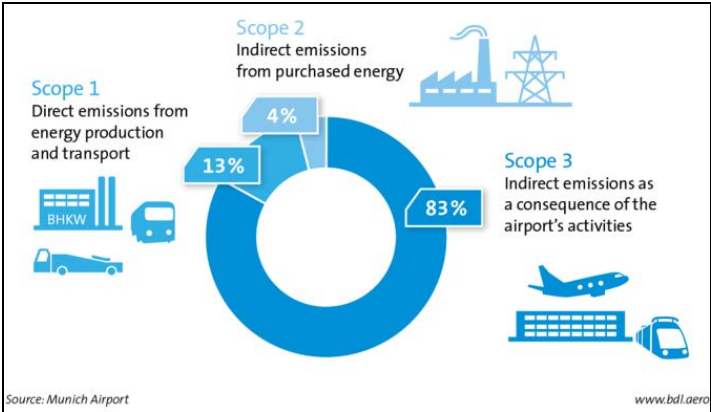 Scope 2
Indirect emissions
from purchased energy
Scope 1
Direct emissions from
energy production
and transport
4%
13%
BHKW
83%
Scope 3
Indirect emissions as
a consequence of the
airport's activities
Source: Munich Airport
www.bdl.aero